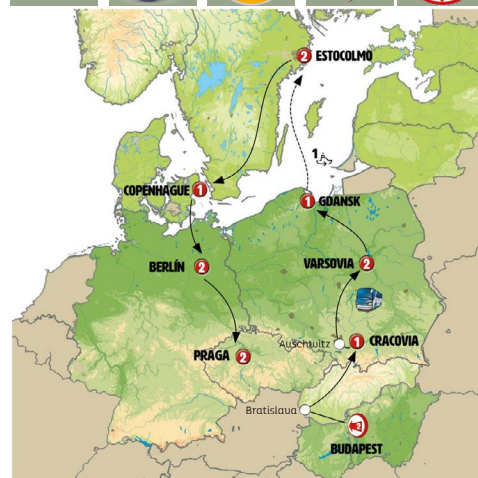 2 ESTOCOLMO
1
COPENHAGUE 1
1 GDANSK
BERLÍN 2
VARSOVIA 2
PRAGA 2
Auschwitz
1 CRACOVIA
Bratislava
2
BUDAPEST